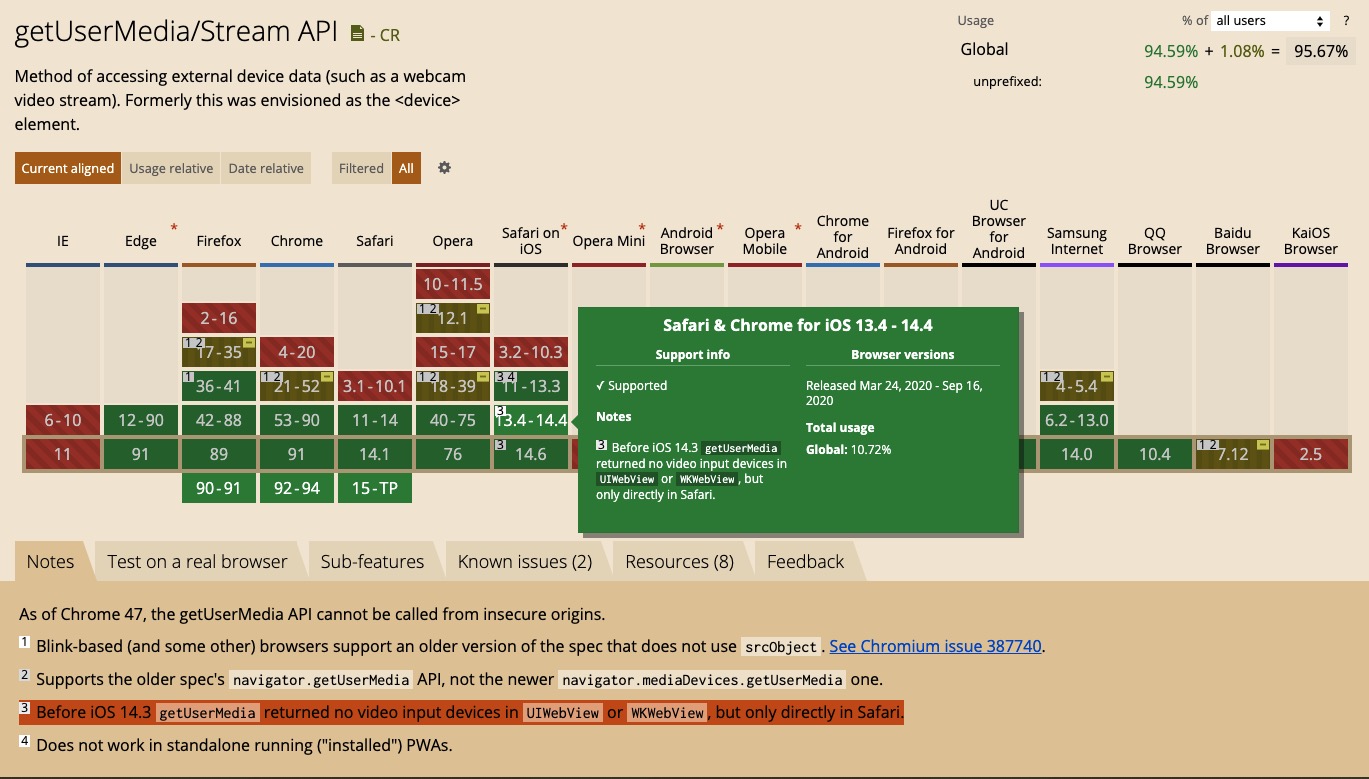 getUserMedia/Stream API - CR
Method of accessing external device data (such as a webcam
video stream). Formerly this was envisioned as the <device>
element.
Usage % of all users ?
Global 94.59% + 1.08% = 95.67%
unprefixed: 94.59%
Current aligned Usage relative Date relative Filtered All
IE
Edge *
Firefox
Chrome
Safari
Opera
Safari on *
iOS
Opera Mini *
Android *
Browser
Opera *
Mobile
Chrome
for
Android
Firefox for
Android
UC
Browser
for
Android
Samsung
Internet
QQ
Browser
Baidu
Browser
KaiOS
Browser
10-11.5
2-16 1 2 12.1
1 2 17-35 4-20 15-17 3.2-10.3
1 36-41 1 2 21-52 3.1-10.1 1 2 18-39 3 4 11-13.3 1 2 4-5.4
6-10 12-90 42-88 53-90 11-14 40-75 3 13.4-14.4 6.2-13.0
11 91 89 91 14.1 76 3 14.6 14.0 10.4 1 2 7.12 2.5
90-91 92-94 15-TP
Safari & Chrome for iOS 13.4 - 14.4
Support info
✓ Supported
Notes
3 Before iOS 14.3 getUserMedia
returned no video input devices in
UIWebView or WKWebView, but
only directly in Safari.
Browser versions
Released Mar 24, 2020 - Sep 16,
2020
Total usage
Global: 10.72%
Notes Test on a real browser Sub-features Known issues (2) Resources (8) Feedback
As of Chrome 47, the getUserMedia API cannot be called from insecure origins.
1 Blink-based (and some other) browsers support an older version of the spec that does not use srcObject. See Chromium issue 387740.
2 Supports the older spec's navigator.getUserMedia API, not the newer navigator.mediaDevices.getUserMedia one.
3 Before iOS 14.3 getUserMedia returned no video input devices in UIWebView or WKWebView, but only directly in Safari.
4 Does not work in standalone running ("installed") PWAs.